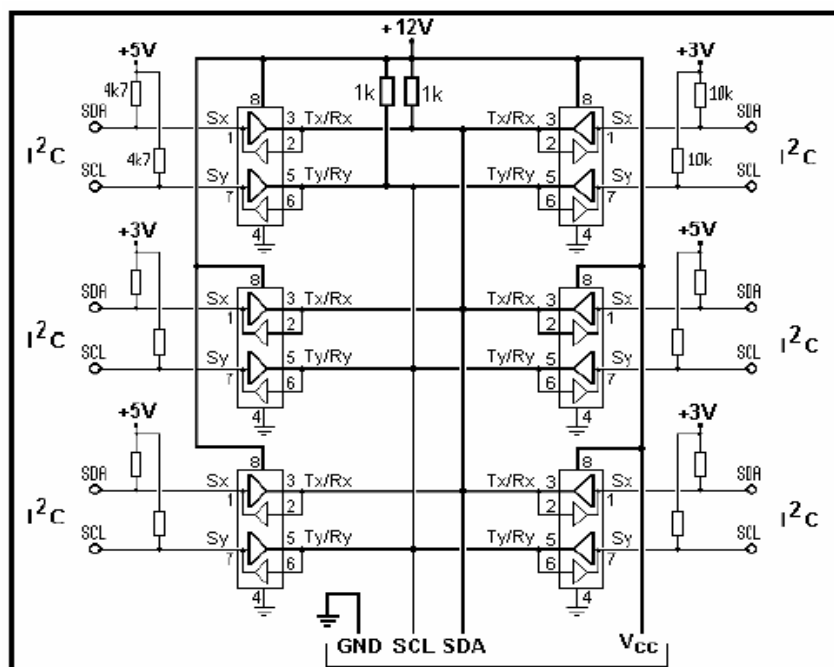 +12V
+5V
+3V
8
8
4k7
1k
1k
10k
SDA
Sx
3
Tx/Rx
Tx/Rx
3
Sx
SDA
1
2
2
1
I²C
4k7
10k
I²C
SCL
Sy
5
Ty/Ry
Ty/Ry
5
Sy
SCL
7
6
6
7
4
4
+3V
+5V
8
8
SDA
Sx
3
Tx/Rx
Tx/Rx
3
Sx
SDA
1
2
2
1
I²C
I²C
SCL
Sy
5
Ty/Ry
Ty/Ry
5
Sy
SCL
7
6
6
7
4
4
+5V
+3V
8
8
SDA
Sx
3
Tx/Rx
Tx/Rx
3
Sx
SDA
1
2
2
1
I²C
I²C
SCL
Sy
5
Ty/Ry
Ty/Ry
5
Sy
SCL
7
6
6
7
4
4
GND SCL SDA VCC